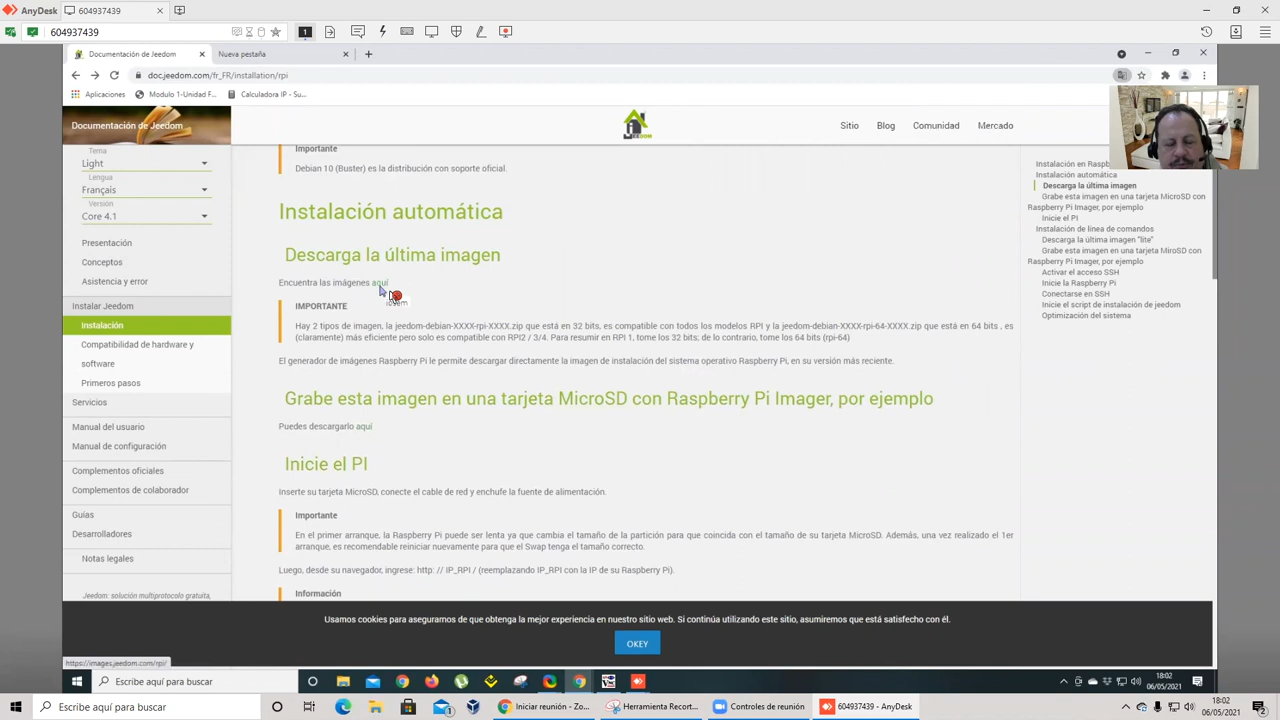 AnyDesk
604937439
604937439
1
Documentación de Jeedom
Nueva pestaña
doc.jeedom.com/fr_FR/installation/rpi
Aplicaciones
Modulo 1-Unidad F...
Calculadora IP - Su...
Documentación de Jeedom
JEEDOM
Sitio
Blog
Comunidad
Mercado
Tema
Light
Lengua
Français
Versión
Core 4.1
Presentación
Conceptos
Asistencia y error
Instalar Jeedom
Instalación
Compatibilidad de hardware y
software
Primeros pasos
Servicios
Manual del usuario
Manual de configuración
Complementos oficiales
Complementos de colaborador
Guías
Desarrolladores
Notas legales
Jeedom: solución multiprotocolo gratuita,
Importante
Debian 10 (Buster) es la distribución con soporte oficial.
Instalación automática
Descarga la última imagen
Encuentra las imágenes aquí
IMPORTANTE
Hay 2 tipos de imagen, la jeedom-debian-XXXX-rpi-XXXX.zip que está en 32 bits, es compatible con todos los modelos RPI y la jeedom-debian-XXXX-rpi-64-XXXX.zip que está en 64 bits , es
(claramente) más eficiente pero solo es compatible con RPI2 / 3/4. Para resumir en RPI 1, tome los 32 bits; de lo contrario, tome los 64 bits (rpi-64)
El generador de imágenes Raspberry Pi le permite descargar directamente la imagen de instalación del sistema operativo Raspberry Pi, en su versión más reciente.
Grabe esta imagen en una tarjeta MicroSD con Raspberry Pi Imager, por ejemplo
Puedes descargarlo aquí
Inicie el PI
Inserte su tarjeta MicroSD, conecte el cable de red y enchufe la fuente de alimentación.
Importante
En el primer arranque, la Raspberry Pi puede ser lenta ya que cambia el tamaño de la partición para que coincida con el tamaño de su tarjeta MicroSD. Además, una vez realizado el 1er
arranque, es recomendable reiniciar nuevamente para que el Swap tenga el tamaño correcto.
Luego, desde su navegador, ingrese: http: // IP_RPI / (reemplazando IP_RPI con la IP de su Raspberry Pi).
Información
Instalación en Raspb
Instalación automática
Descarga la última imagen
Grabe esta imagen en una tarjeta MicroSD con
Raspberry Pi Imager, por ejemplo
Inicie el PI
Instalación de línea de comandos
Descarga la última imagen "lite"
Grabe esta imagen en una tarjeta MiroSD con
Raspberry Pi Imager, por ejemplo
Activar el acceso SSH
Inicie la Raspberry Pi
Conectarse en SSH
Inicie el script de instalación de jeedom
Optimización del sistema
Usamos cookies para asegurarnos de que obtenga la mejor experiencia en nuestro sitio web. Si continúa utilizando este sitio, asumiremos que está satisfecho con él.
OKEY
https://images.jeedom.com/rpi/
Escribe aquí para buscar
18:02
06/05/2021
Escribe aquí para buscar
Iniciar reunión - Zo...
Herramienta Recort...
Controles de reunión
604937439 - AnyDesk
18:02
06/05/2021
2